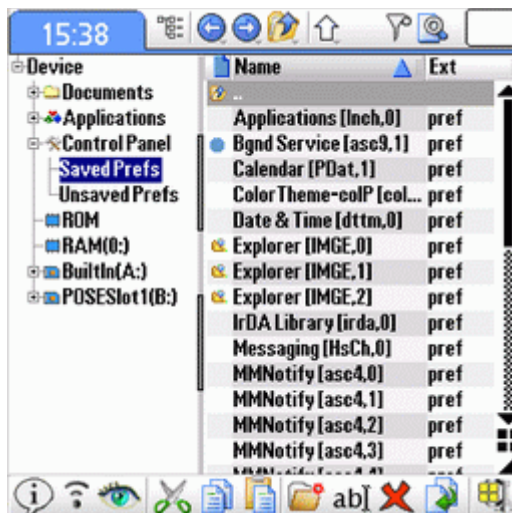 15:38
Device
Documents
Applications
Control Panel
Saved Prefs
Unsaved Prefs
ROM
RAM(0:)
BuiltIn(A:)
POSESlot1(B:)
Name Ext
..
Applications [lnch,0] pref
Bgnd Service [asc9,1] pref
Calendar [PDat,1] pref
ColorTheme-colP [col... pref
Date & Time [dttm,0] pref
Explorer [IMGE,0] pref
Explorer [IMGE,1] pref
Explorer [IMGE,2] pref
IrDA Library [irda,0] pref
Messaging [HsCh,0] pref
MMNotify [asc4,0] pref
MMNotify [asc4,1] pref
MMNotify [asc4,2] pref
MMNotify [asc4,3] pref
ab